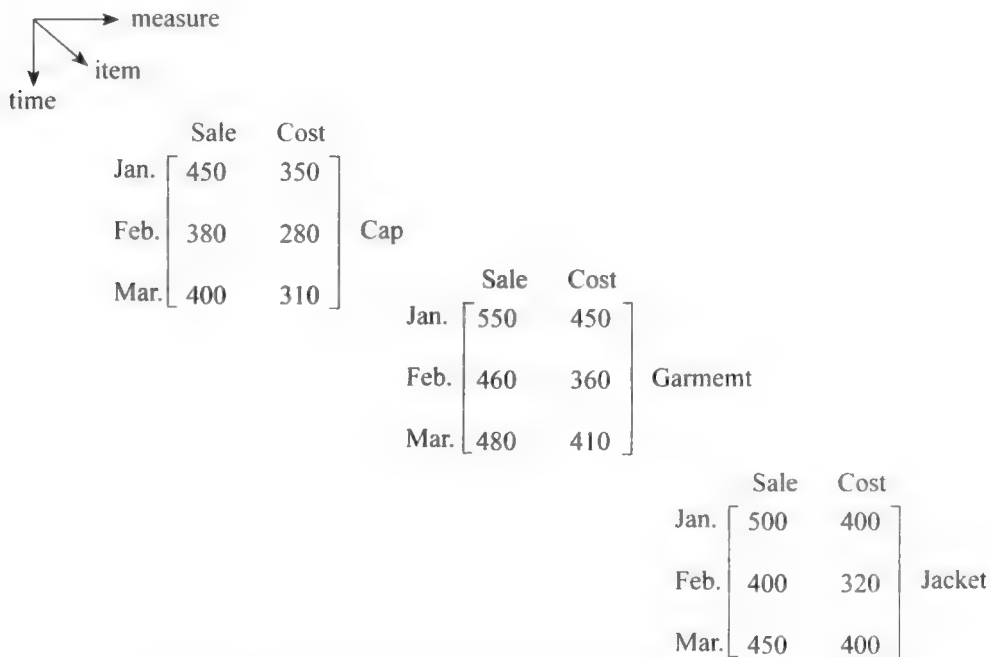 measure
item
time
Sale Cost
Jan. 450 350
Feb. 380 280 Cap
Mar. 400 310
Sale Cost
Jan. 550 450
Feb. 460 360 Garmemt
Mar. 480 410
Sale Cost
Jan. 500 400
Feb. 400 320 Jacket
Mar. 450 400